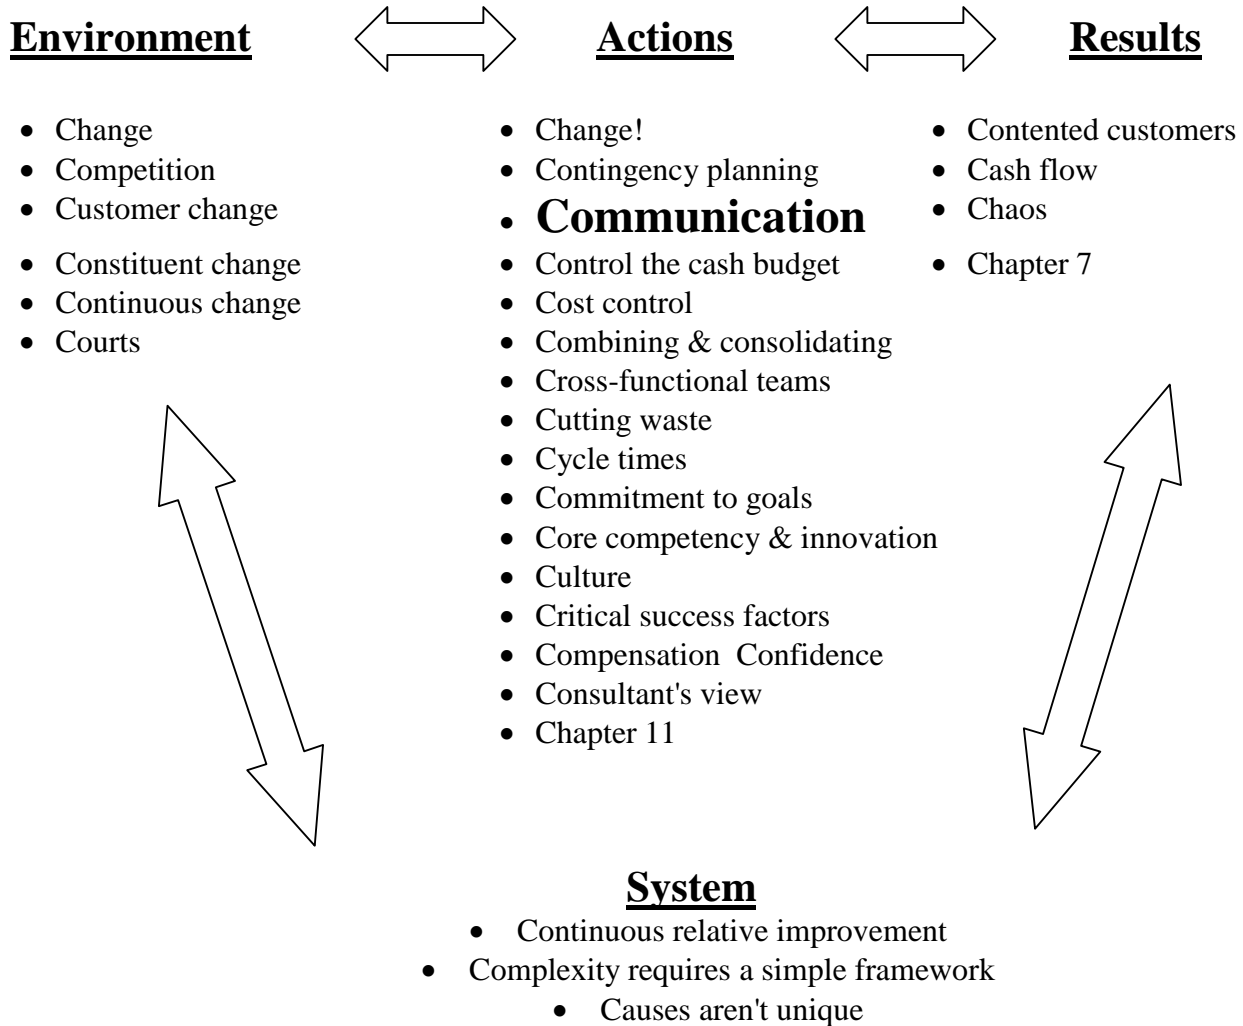 Environment
Actions
Results
• Change
• Competition
• Customer change
• Constituent change
• Continuous change
• Courts
• Change!
• Contingency planning
• Communication
• Control the cash budget
• Cost control
• Combining & consolidating
• Cross-functional teams
• Cutting waste
• Cycle times
• Commitment to goals
• Core competency & innovation
• Culture
• Critical success factors
• Compensation  Confidence
• Consultant's view
• Chapter 11
• Contented customers
• Cash flow
• Chaos
• Chapter 7
System
• Continuous relative improvement
• Complexity requires a simple framework
• Causes aren't unique